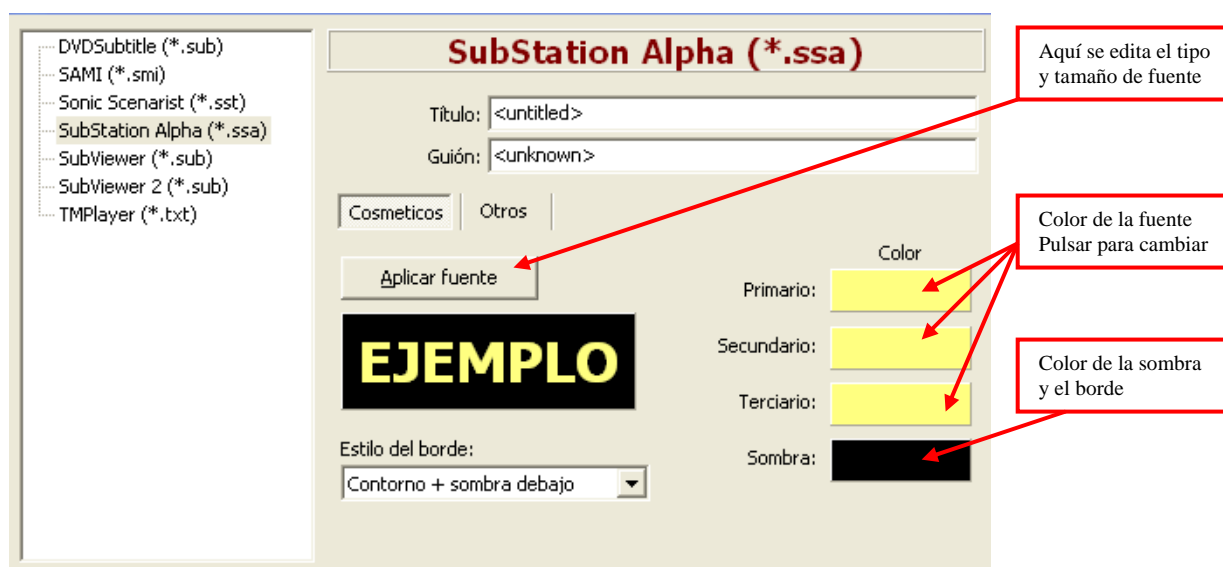 DVDSubtitle (*.sub)
SAMI (*.smi)
Sonic Scenarist (*.sst)
SubStation Alpha (*.ssa)
SubViewer (*.sub)
SubViewer 2 (*.sub)
TMPlayer (*.txt)
SubStation Alpha (*.ssa)
Título: <untitled>
Guión: <unknown>
Cosmeticos Otros
Aplicar fuente
EJEMPLO
Estilo del borde:
Contorno + sombra debajo
Color
Primario:
Secundario:
Terciario:
Sombra:
Aquí se edita el tipo
y tamaño de fuente
Color de la fuente
Pulsar para cambiar
Color de la sombra
y el borde